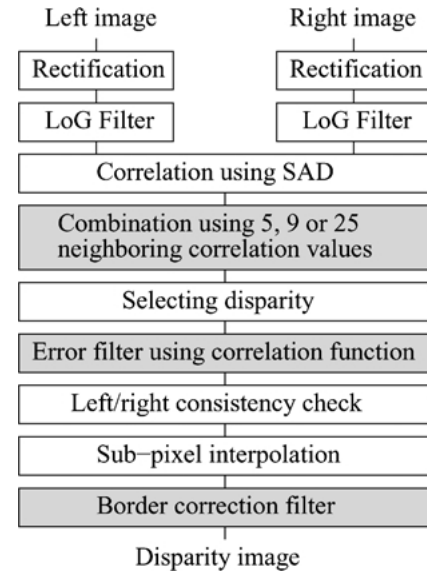 Left image Right image
Rectification Rectification
LoG Filter LoG Filter
Correlation using SAD
Combination using 5, 9 or 25
neighboring correlation values
Selecting disparity
Error filter using correlation function
Left/right consistency check
Sub−pixel interpolation
Border correction filter
Disparity image